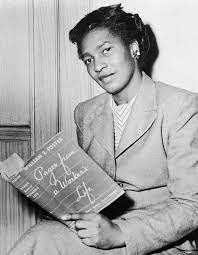 WILLIAM Z. FOSTER
Pages from
a Worker's
Life